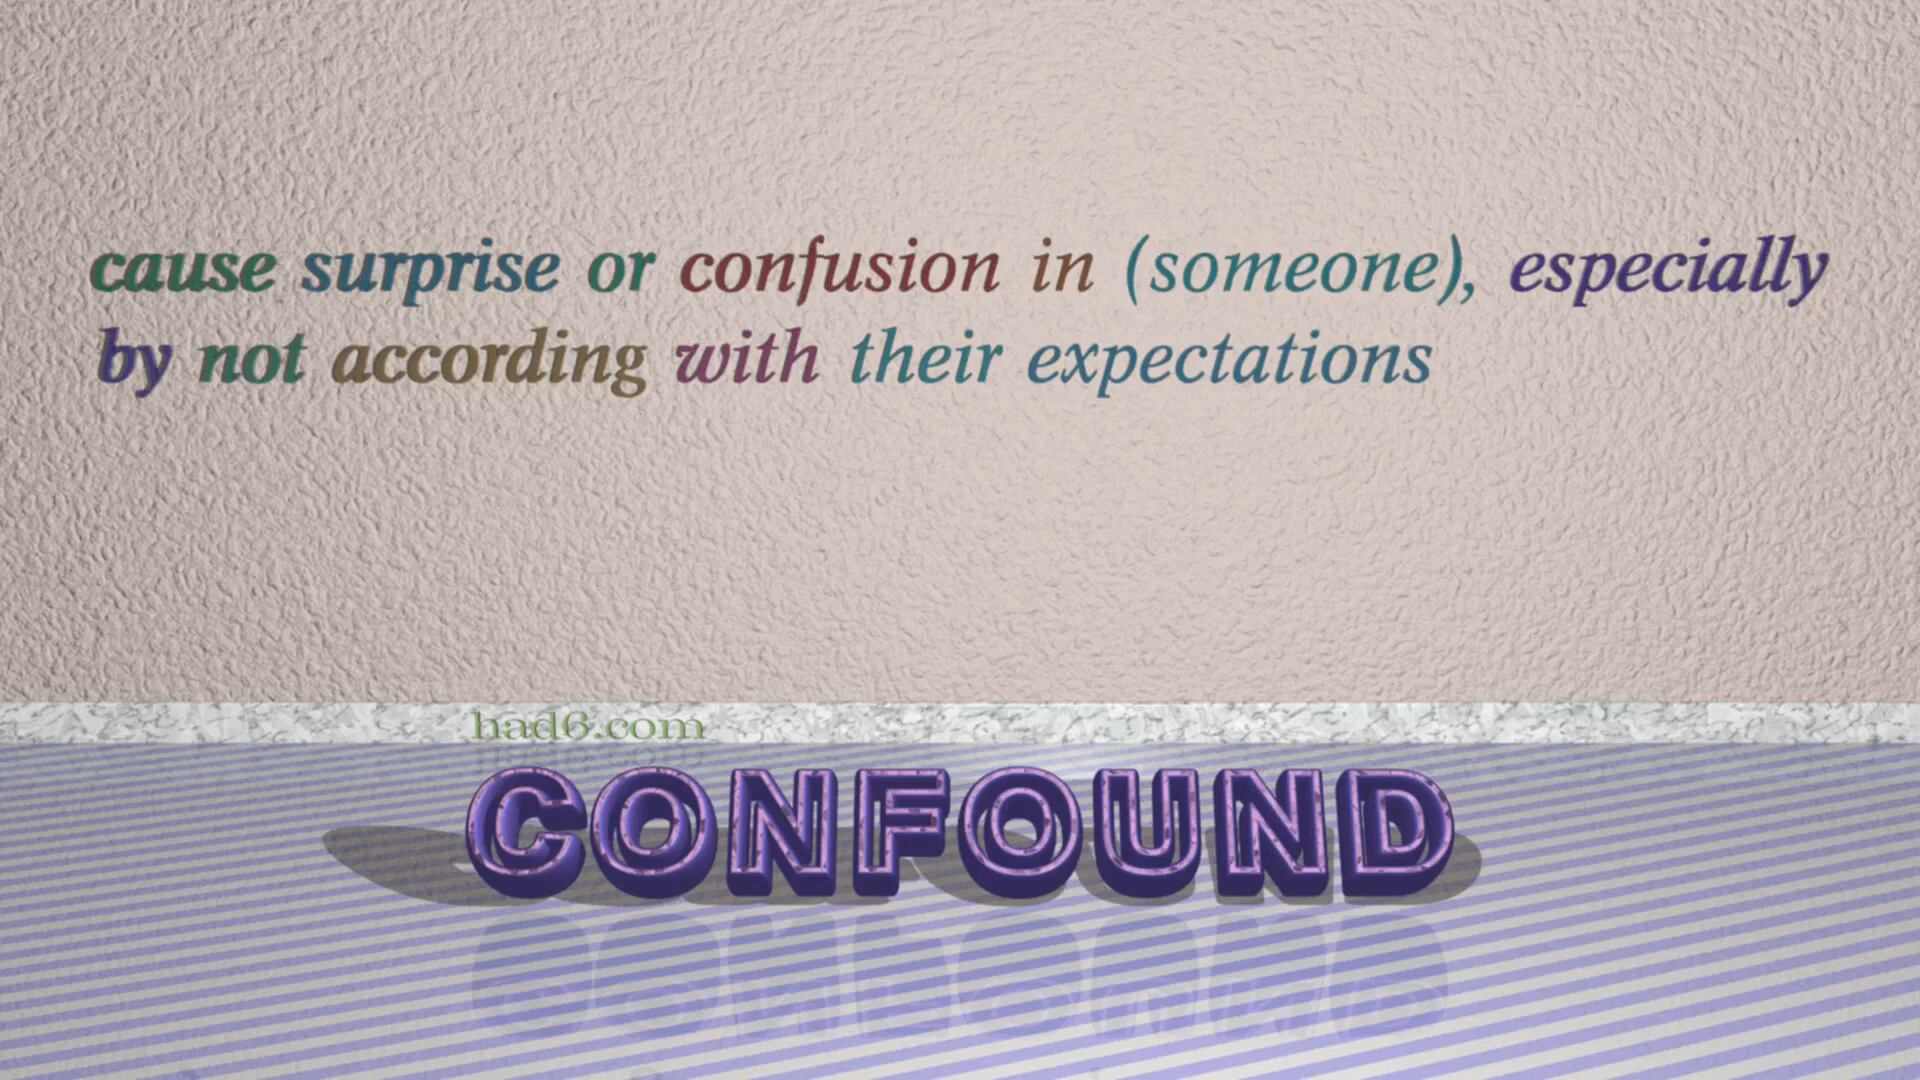 cause surprise or confusion in (someone), especially
by not according with their expectations
had6.com
CONFOUND